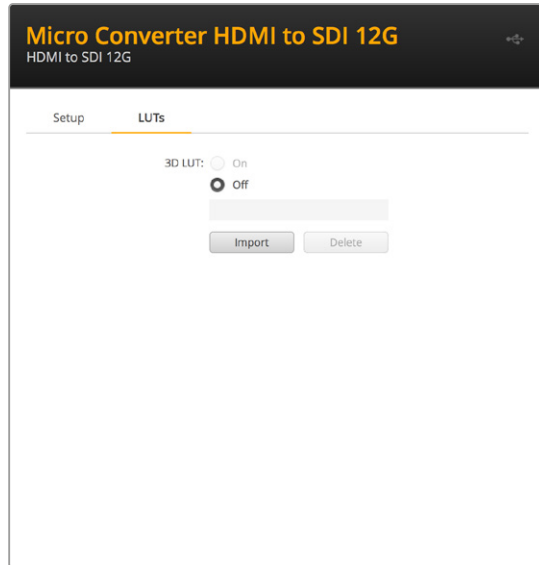 Micro Converter HDMI to SDI 12G
HDMI to SDI 12G
Setup LUTs
3D LUT: On
Off
Import Delete